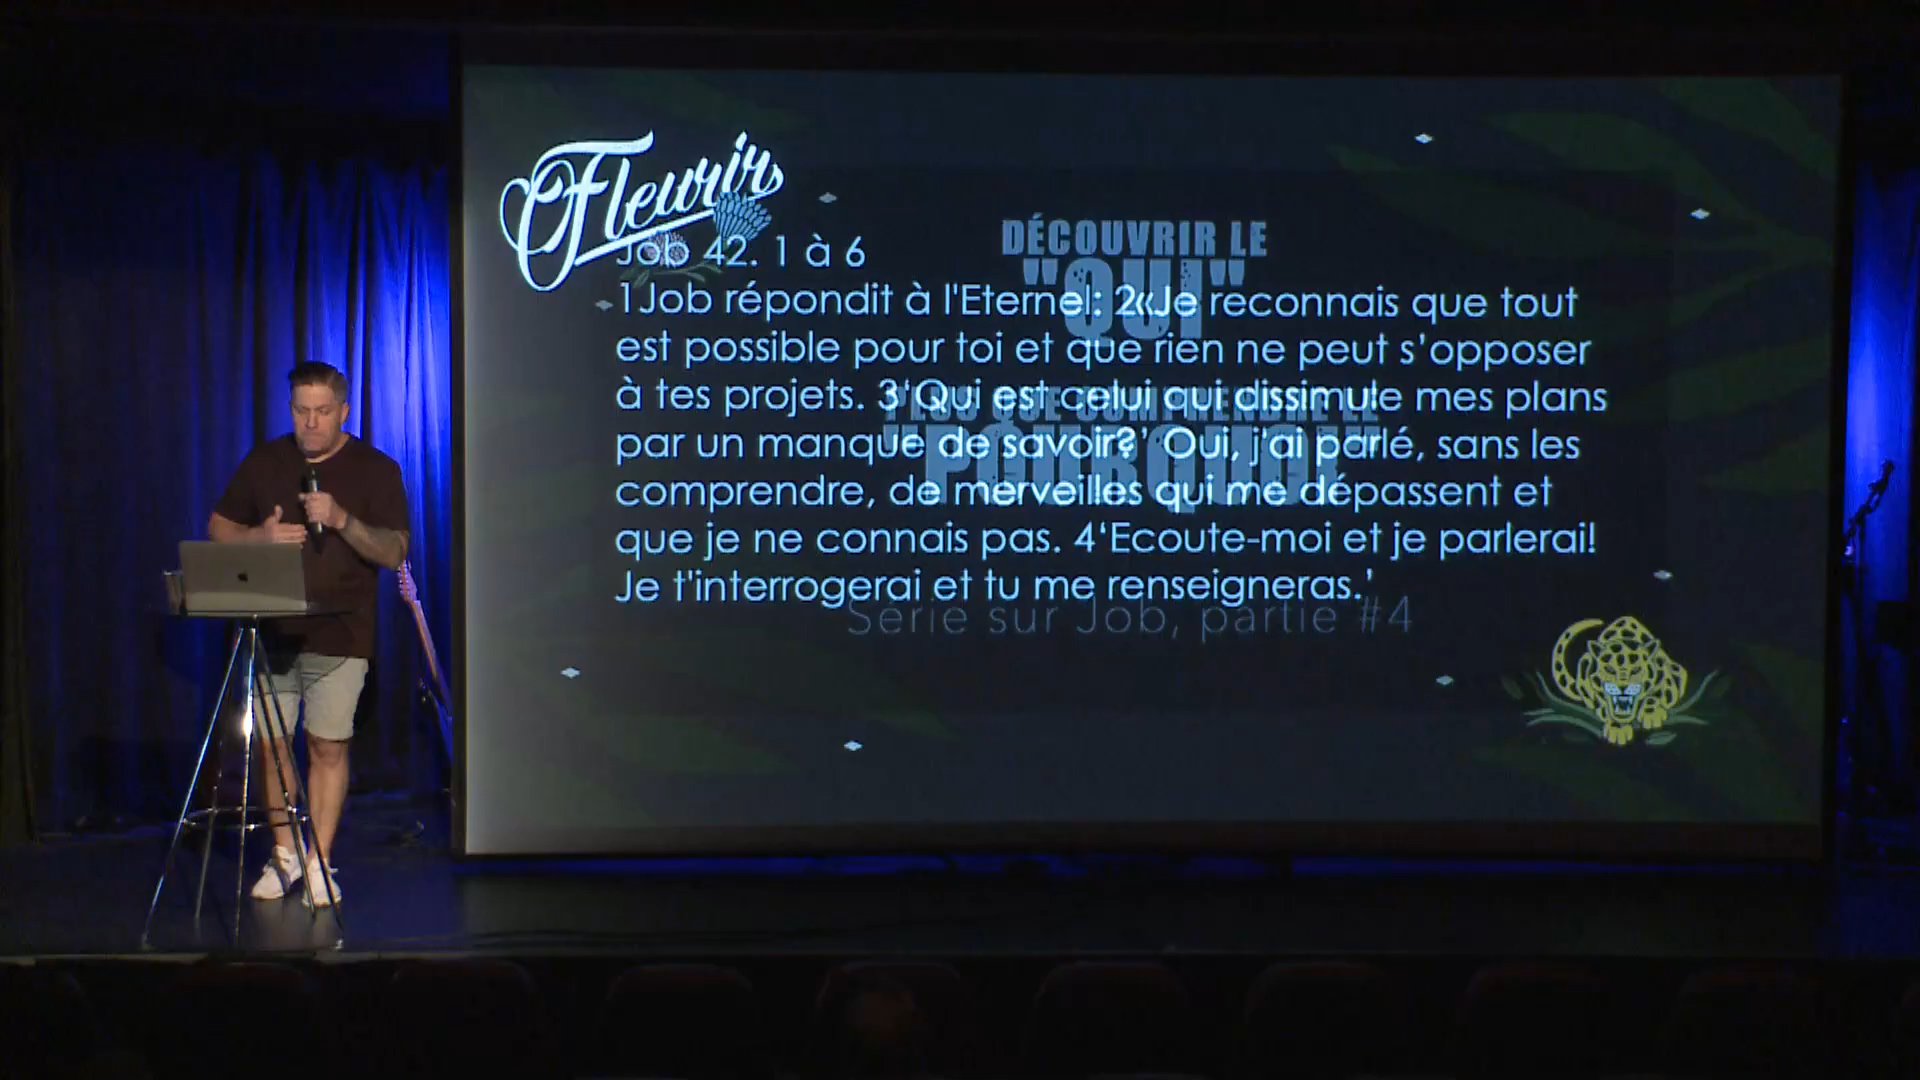 Fleurir
DÉCOUVRIR LE
"QUI"
PLUS QUE COMPRENDRE LE
"POURQUOI"
Série sur Job, partie #4
Job 42. 1 à 6
1Job répondit à l'Eternel: 2«Je reconnais que tout
est possible pour toi et que rien ne peut s’opposer
à tes projets. 3‘Qui est celui qui dissimule mes plans
par un manque de savoir?’ Oui, j'ai parlé, sans les
comprendre, de merveilles qui me dépassent et
que je ne connais pas. 4‘Ecoute-moi et je parlerai!
Je t'interrogerai et tu me renseigneras.’